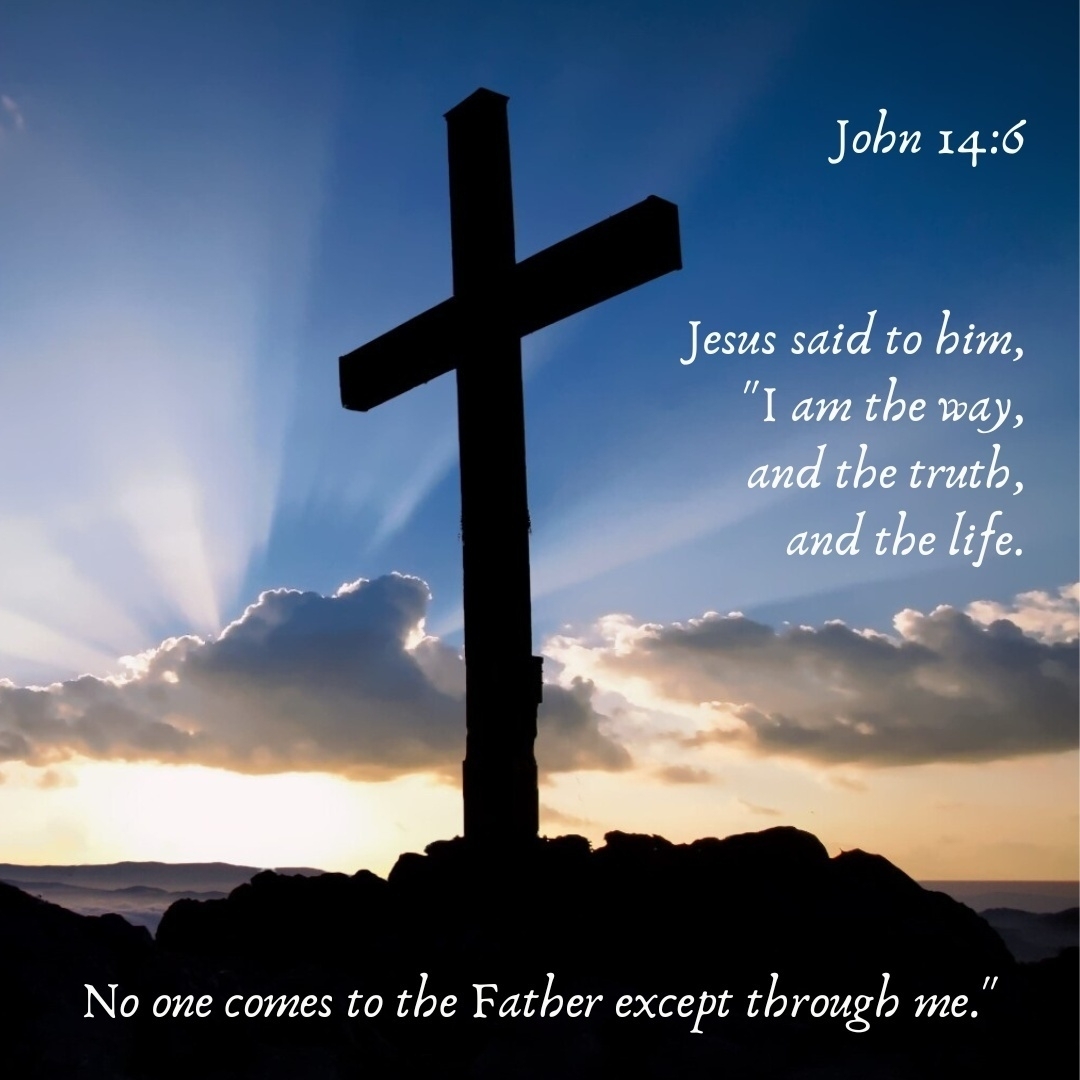 John 14:6
Jesus said to him,
"I am the way,
and the truth,
and the life.
No one comes to the Father except through me."